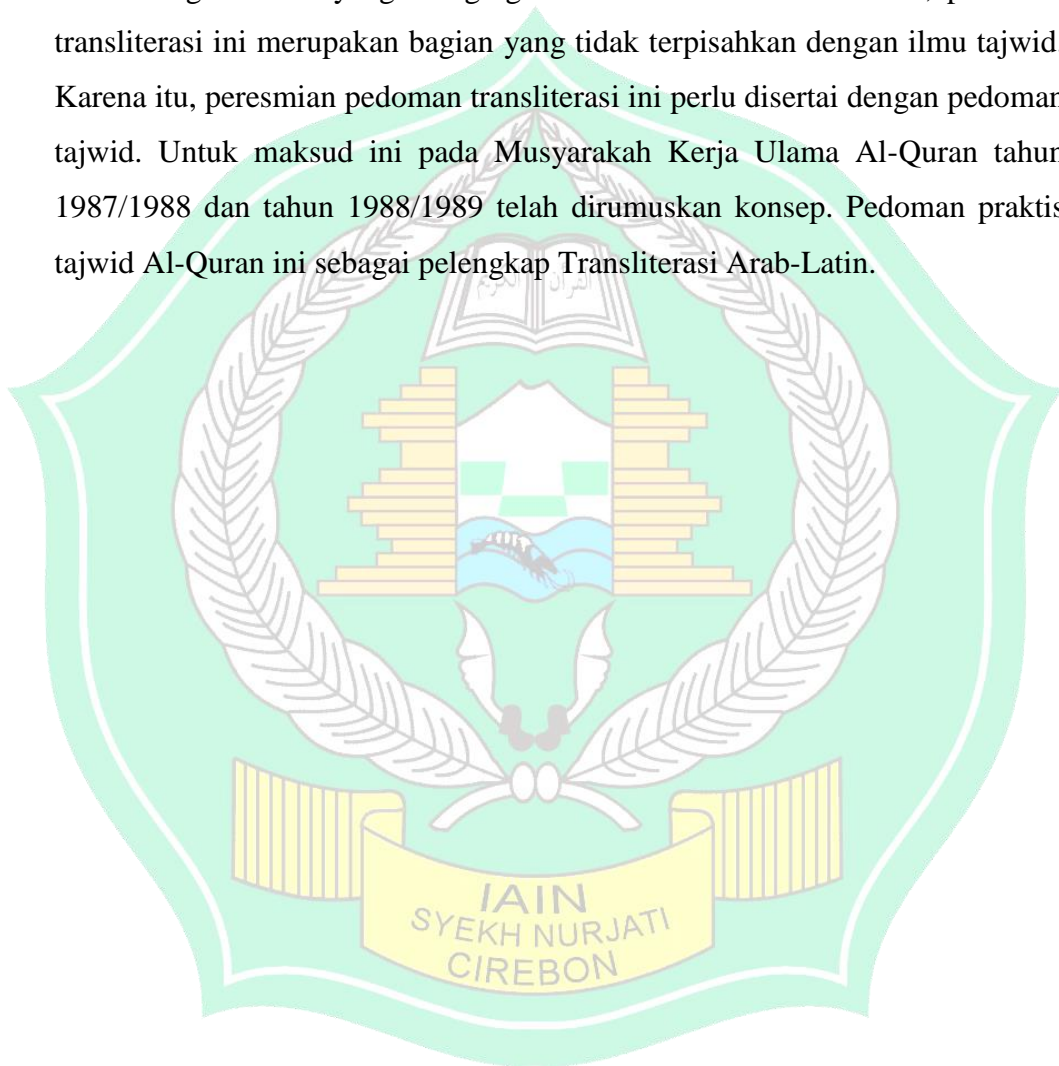 transliterasi ini merupakan bagian yang tidak terpisahkan dengan ilmu tajwid.
Karena itu, peresmian pedoman transliterasi ini perlu disertai dengan pedoman
tajwid. Untuk maksud ini pada Musyarakah Kerja Ulama Al-Quran tahun
1987/1988 dan tahun 1988/1989 telah dirumuskan konsep. Pedoman praktis
tajwid Al-Quran ini sebagai pelengkap Transliterasi Arab-Latin.
القرآن الكريم
IAIN
SYEKH NURJATI
CIREBON